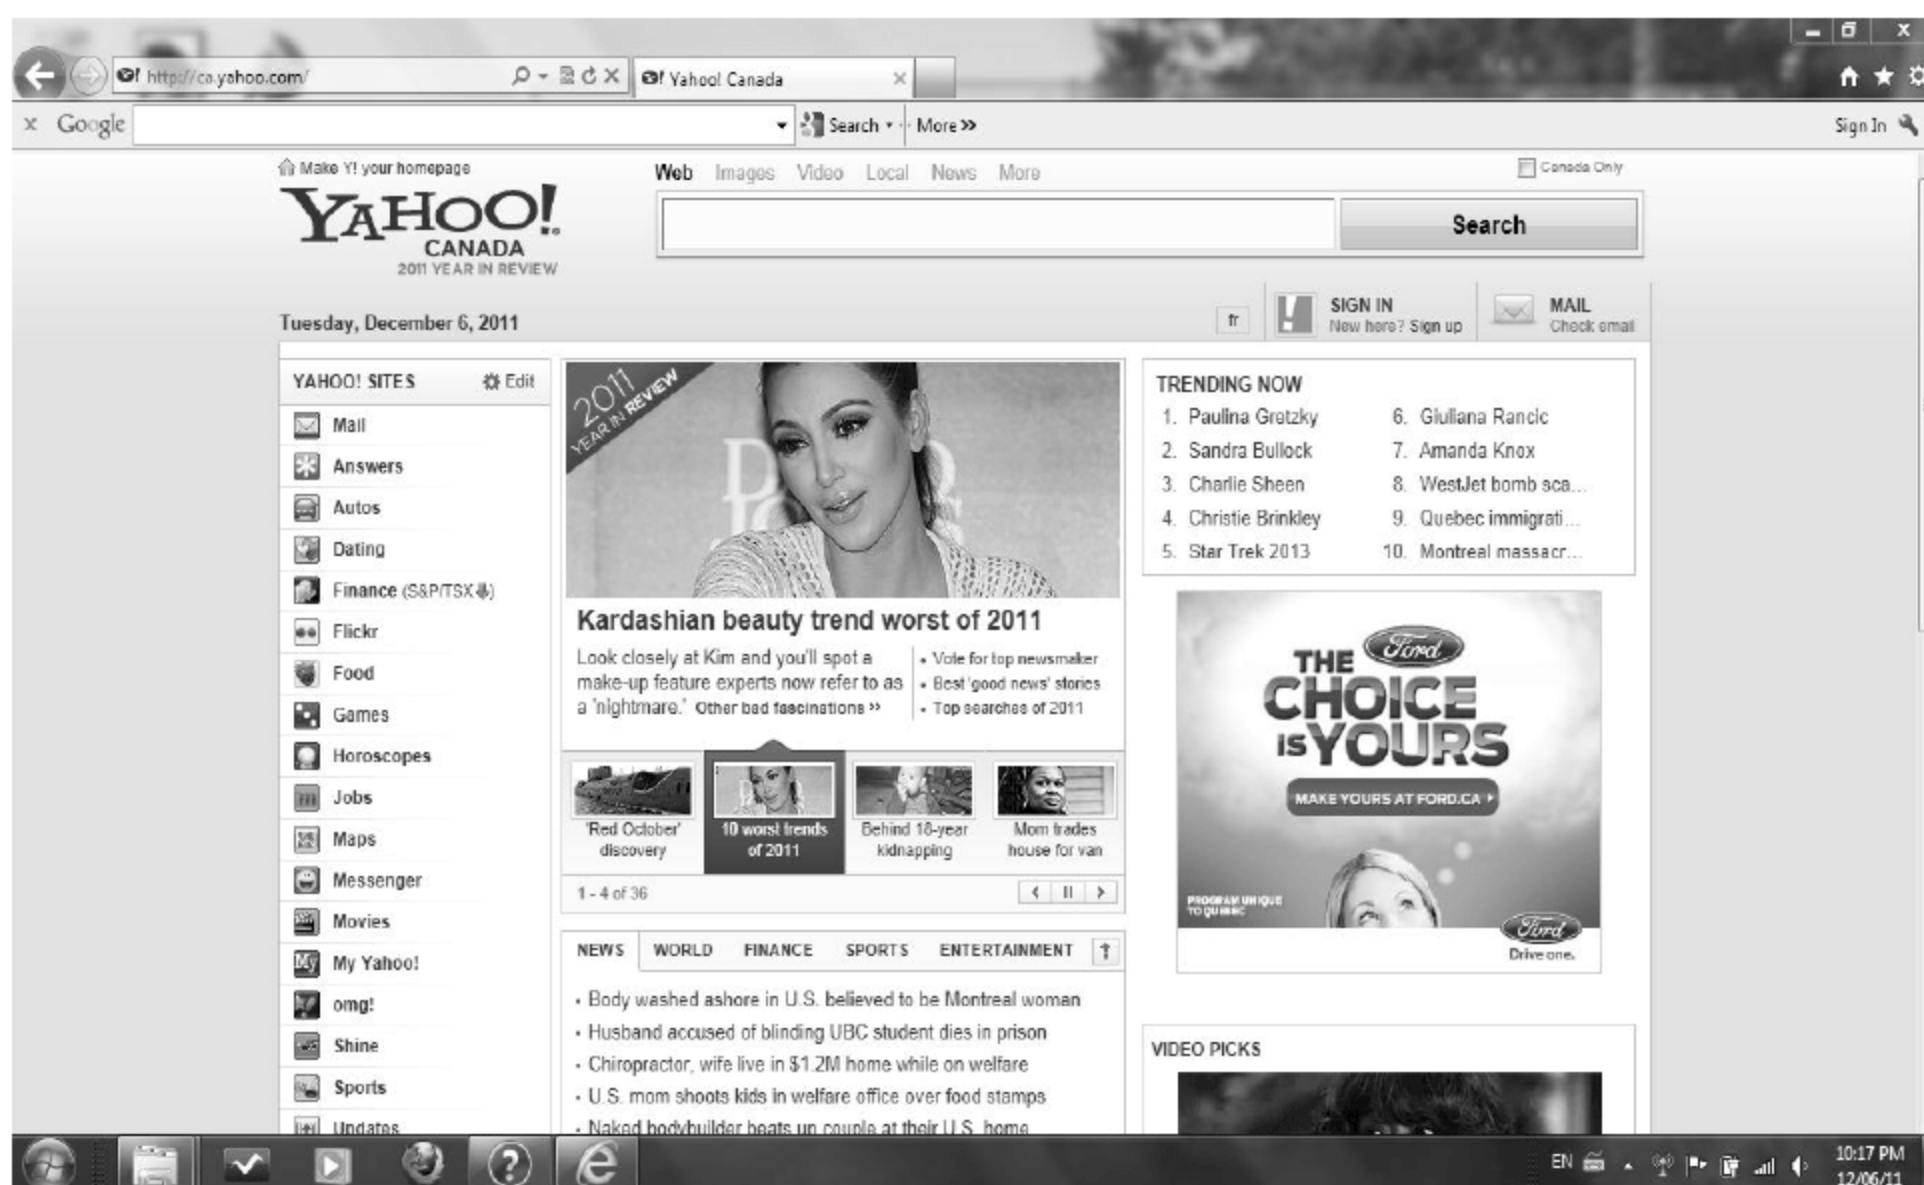 http://ca.yahoo.com/
Yahoo! Canada
x Google
Search
More »
Sign In
Make Y! your homepage
Web Images Video Local News More
Canada Only
YAHOO!
CANADA
2011 YEAR IN REVIEW
Search
Tuesday, December 6, 2011
fr
SIGN IN
New here? Sign up
MAIL
Check email
YAHOO! SITES
Edit
Mail
Answers
Autos
Dating
Finance (S&P/TSX)
Flickr
Food
Games
Horoscopes
Jobs
Maps
Messenger
Movies
My Yahoo!
omg!
Shine
Sports
Updates
2011
YEAR IN REVIEW
Kardashian beauty trend worst of 2011
Look closely at Kim and you'll spot a
make-up feature experts now refer to as
a 'nightmare.' Other bad fascinations »
• Vote for top newsmaker
• Best 'good news' stories
• Top searches of 2011
'Red October'
discovery
10 worst trends
of 2011
Behind 18-year
kidnapping
Mom trades
house for van
1 - 4 of 36
NEWS WORLD FINANCE SPORTS ENTERTAINMENT
• Body washed ashore in U.S. believed to be Montreal woman
• Husband accused of blinding UBC student dies in prison
• Chiropractor, wife live in $1.2M home while on welfare
• U.S. mom shoots kids in welfare office over food stamps
• Naked bodybuilder beats up couple at their U.S. home
TRENDING NOW
1. Paulina Gretzky
2. Sandra Bullock
3. Charlie Sheen
4. Christie Brinkley
5. Star Trek 2013
6. Giuliana Rancic
7. Amanda Knox
8. WestJet bomb sca...
9. Quebec immigrati...
10. Montreal massacr...
Ford
THE
CHOICE
IS YOURS
MAKE YOURS AT FORD.CA
PROGRAM UNIQUE
TO QUEBEC
Ford
Drive one.
VIDEO PICKS
EN
10:17 PM
12/06/11